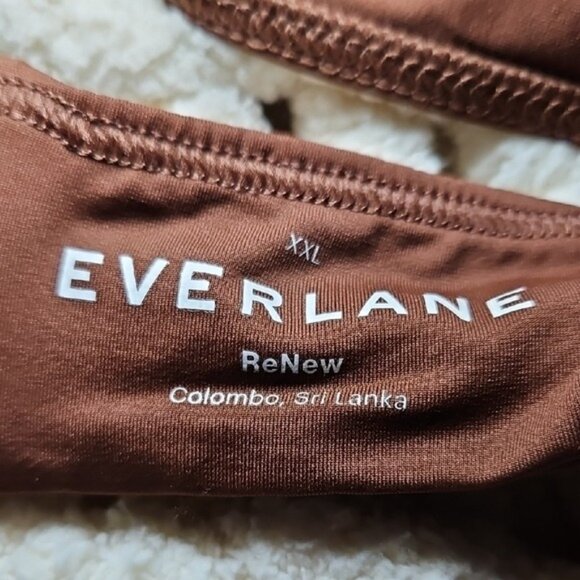 XXL
EVERLANE
ReNew
Colombo, Sri Lanka